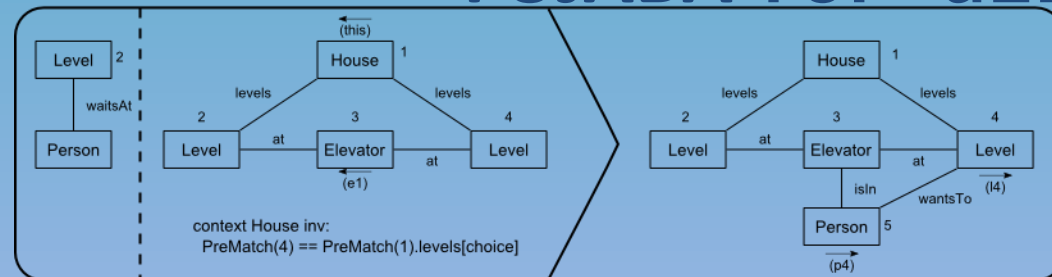 Level
2
waitsAt
Person
(this)
House
1
levels
levels
2
3
4
Level
at
Elevator
at
Level
(e1)
context House inv:
PreMatch(4) == PreMatch(1).levels[choice]
House
1
levels
levels
2
3
4
Level
at
Elevator
at
Level
isIn
wantsTo
(l4)
Person
5
(p4)